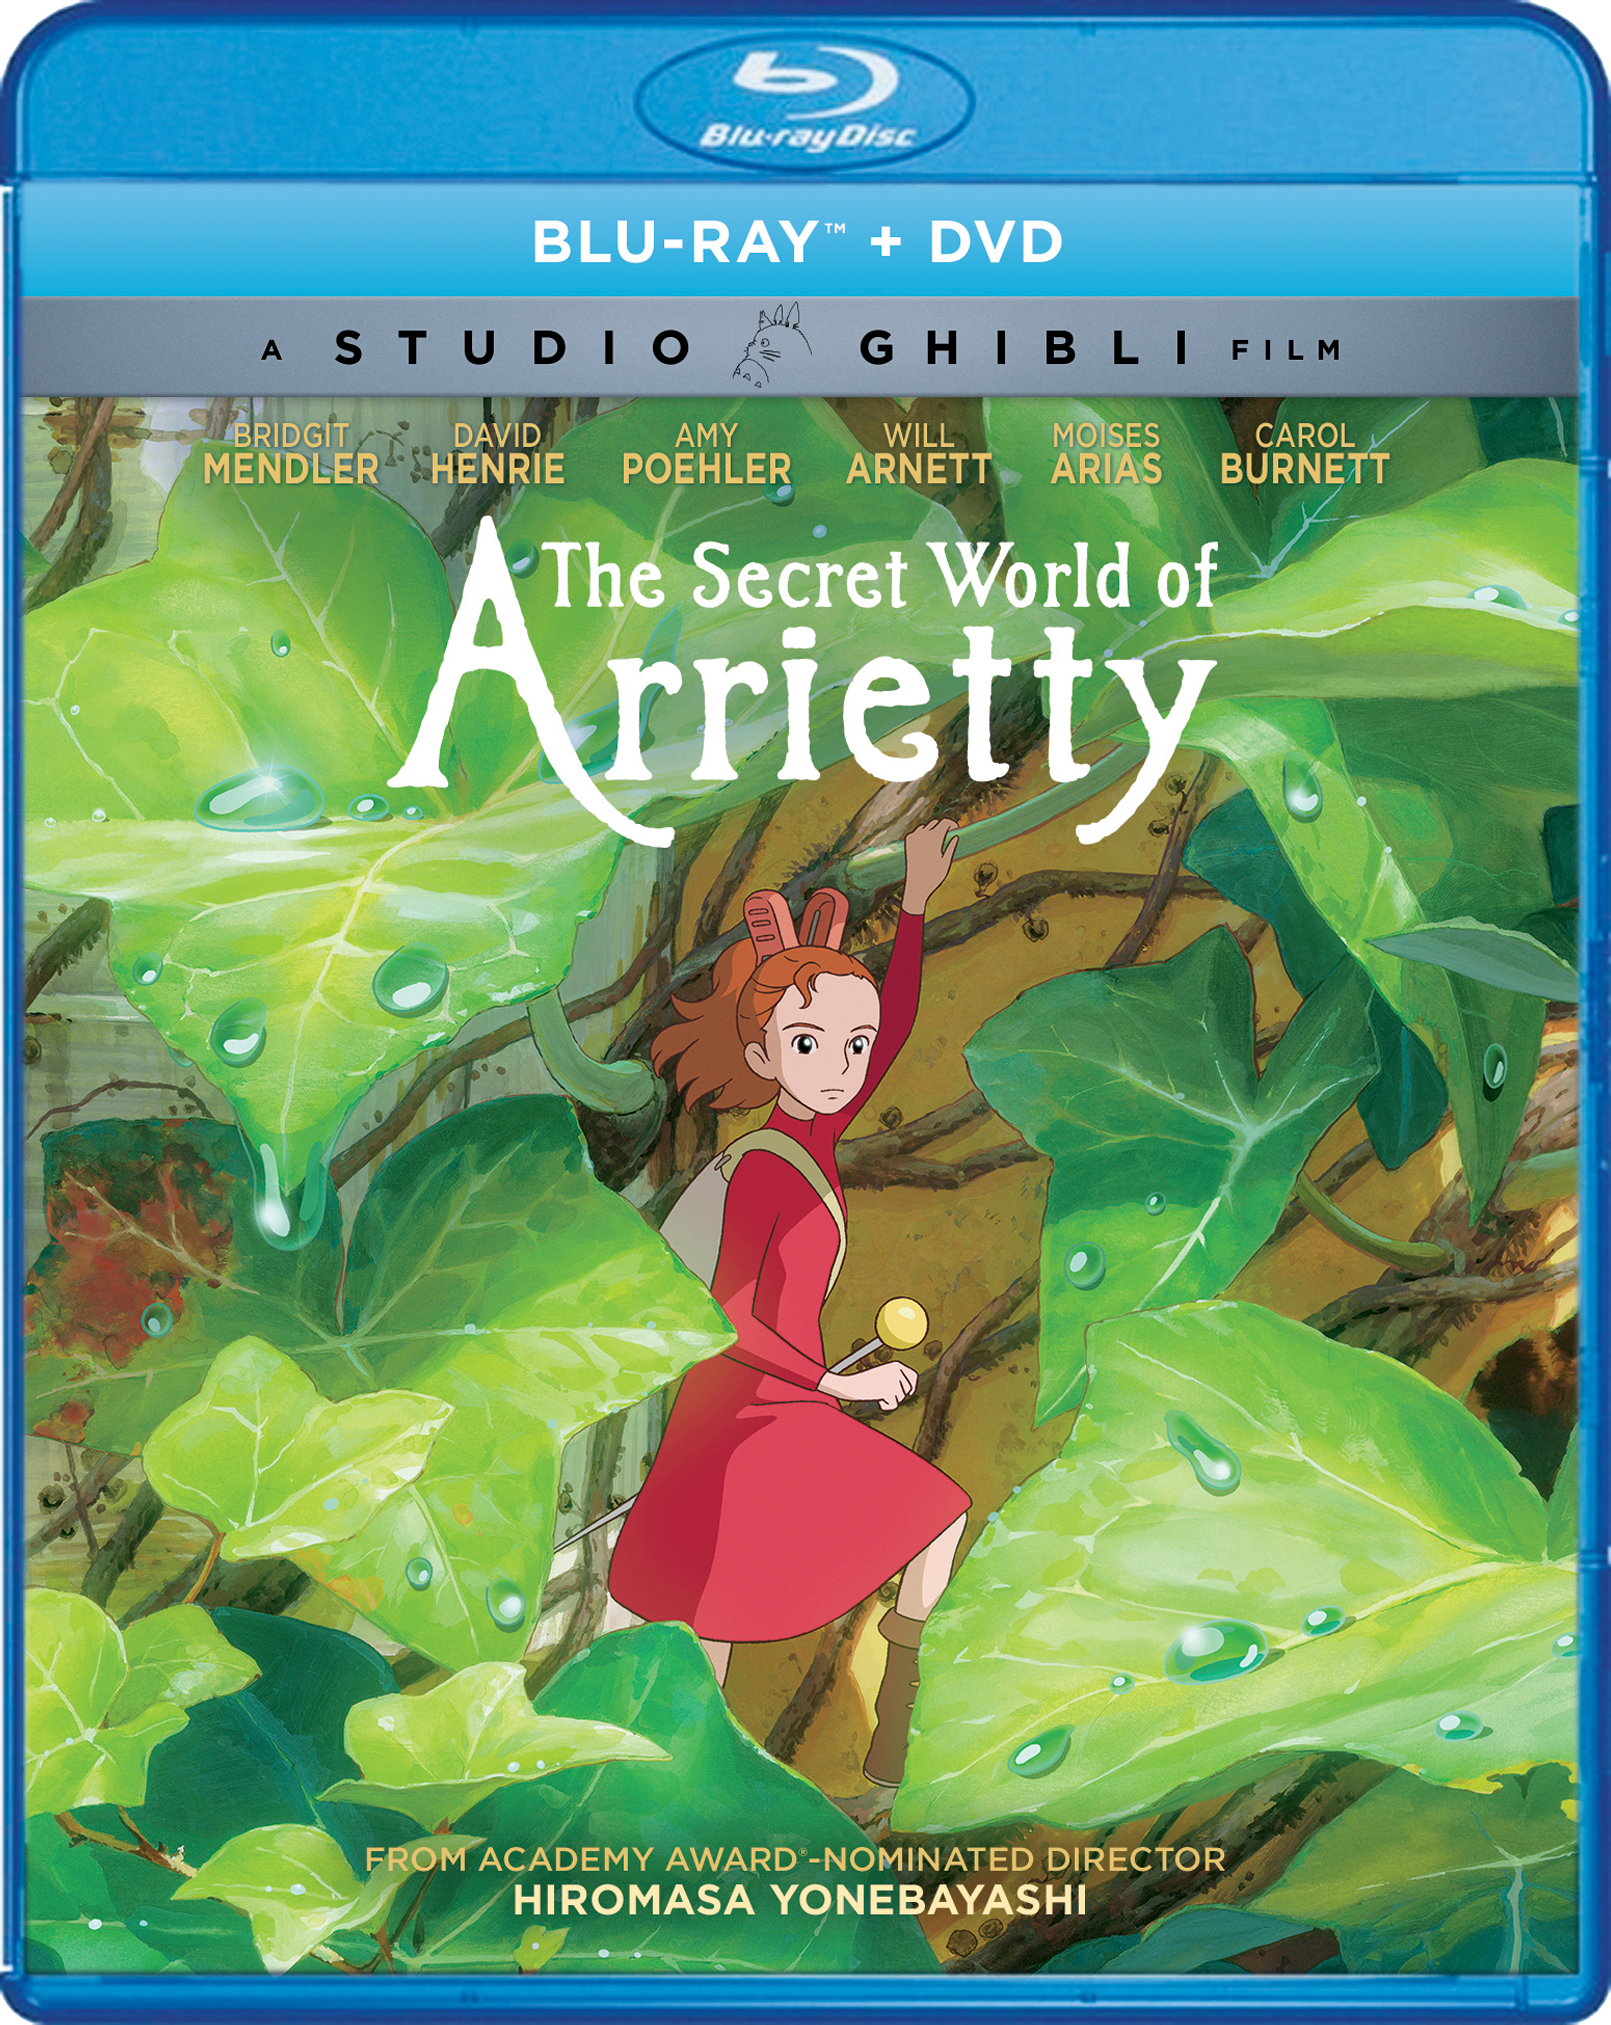 Blu-ray Disc
BLU-RAY™ + DVD
A STUDIO GHIBLI FILM
BRIDGIT MENDLER
DAVID HENRIE
AMY POEHLER
WILL ARNETT
MOISES ARIAS
CAROL BURNETT
The Secret World of
Arrietty
FROM ACADEMY AWARD®-NOMINATED DIRECTOR
HIROMASA YONEBAYASHI